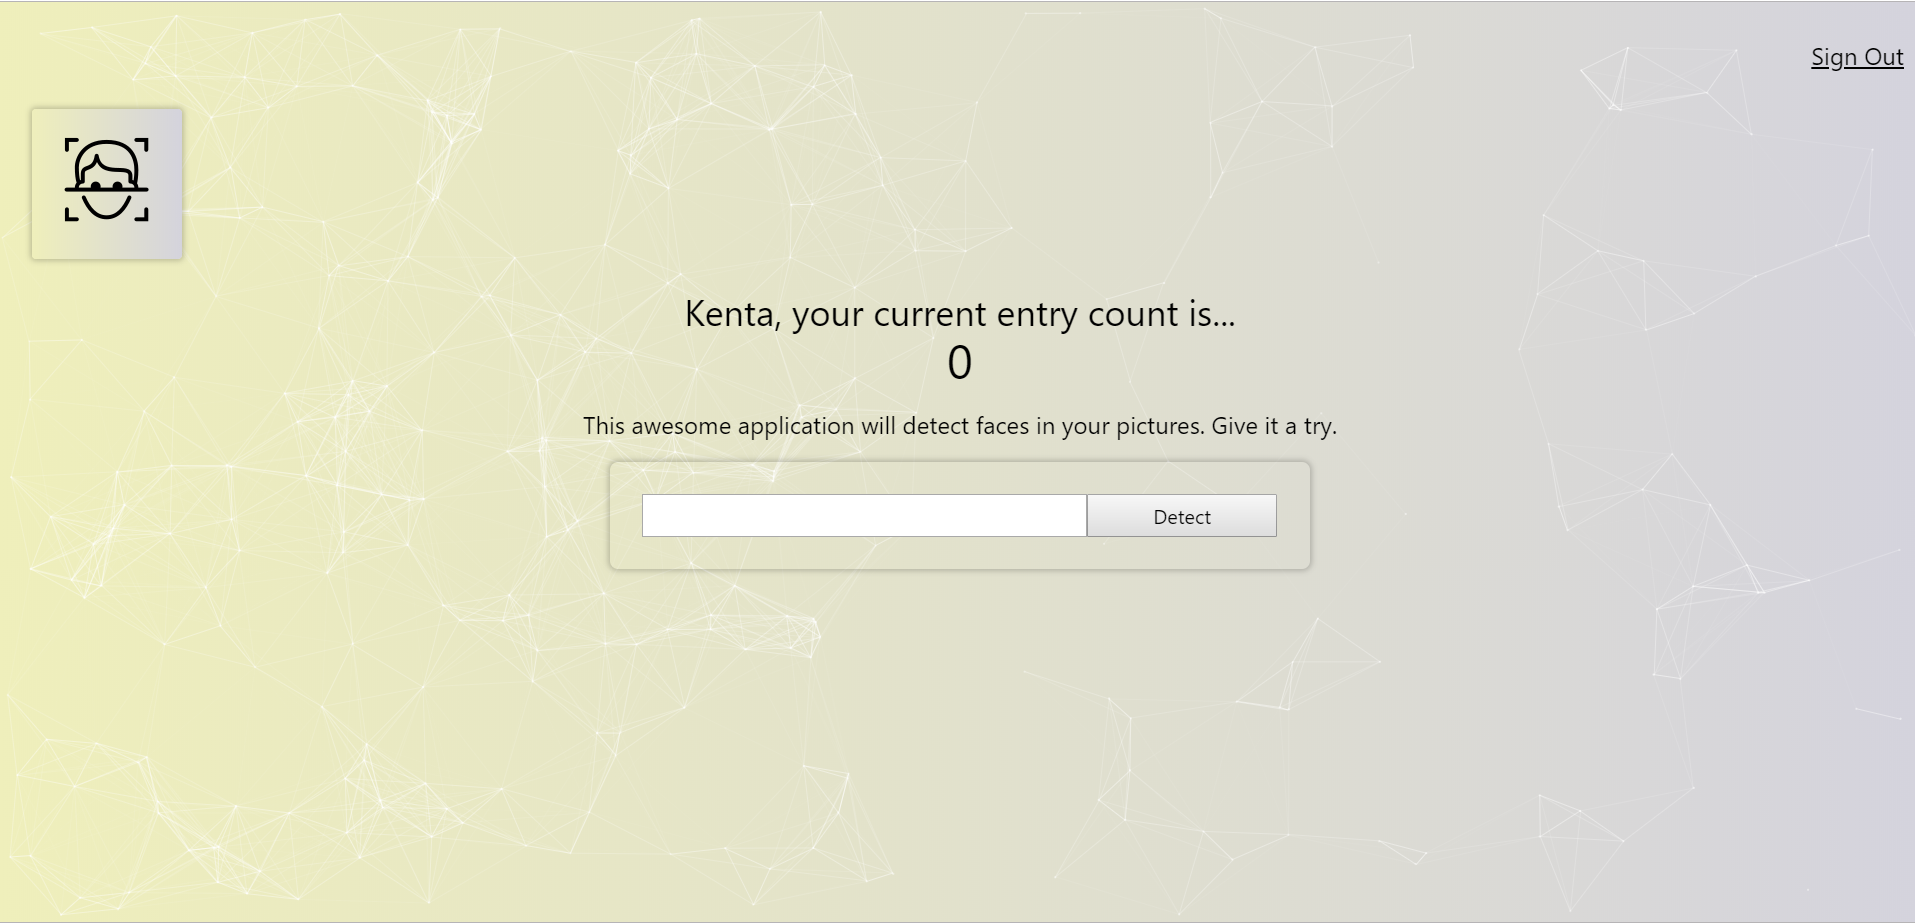 Sign Out
Kenta, your current entry count is...
0
This awesome application will detect faces in your pictures. Give it a try.
Detect